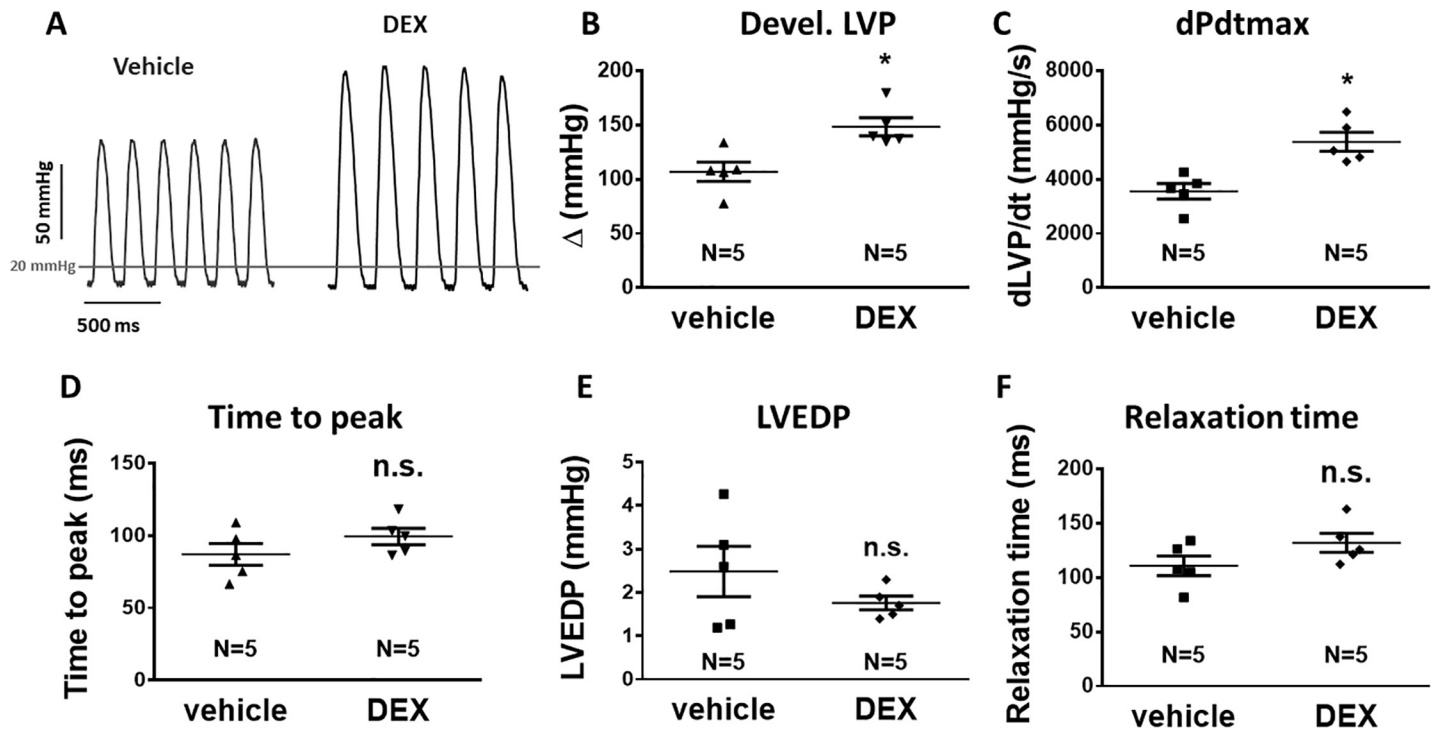 A
DEX
Vehicle
50 mmHg
20 mmHg
500 ms
B
Devel. LVP
Δ (mmHg)
200
150
100
50
0
*
N=5
N=5
vehicle
DEX
C
dPdtmax
dLVP/dt (mmHg/s)
8000
6000
4000
2000
0
*
N=5
N=5
vehicle
DEX
D
Time to peak
Time to peak (ms)
150
100
50
0
n.s.
N=5
N=5
vehicle
DEX
E
LVEDP
LVEDP (mmHg)
5
4
3
2
1
0
n.s.
N=5
N=5
vehicle
DEX
F
Relaxation time
Relaxation time (ms)
200
150
100
50
0
n.s.
N=5
N=5
vehicle
DEX